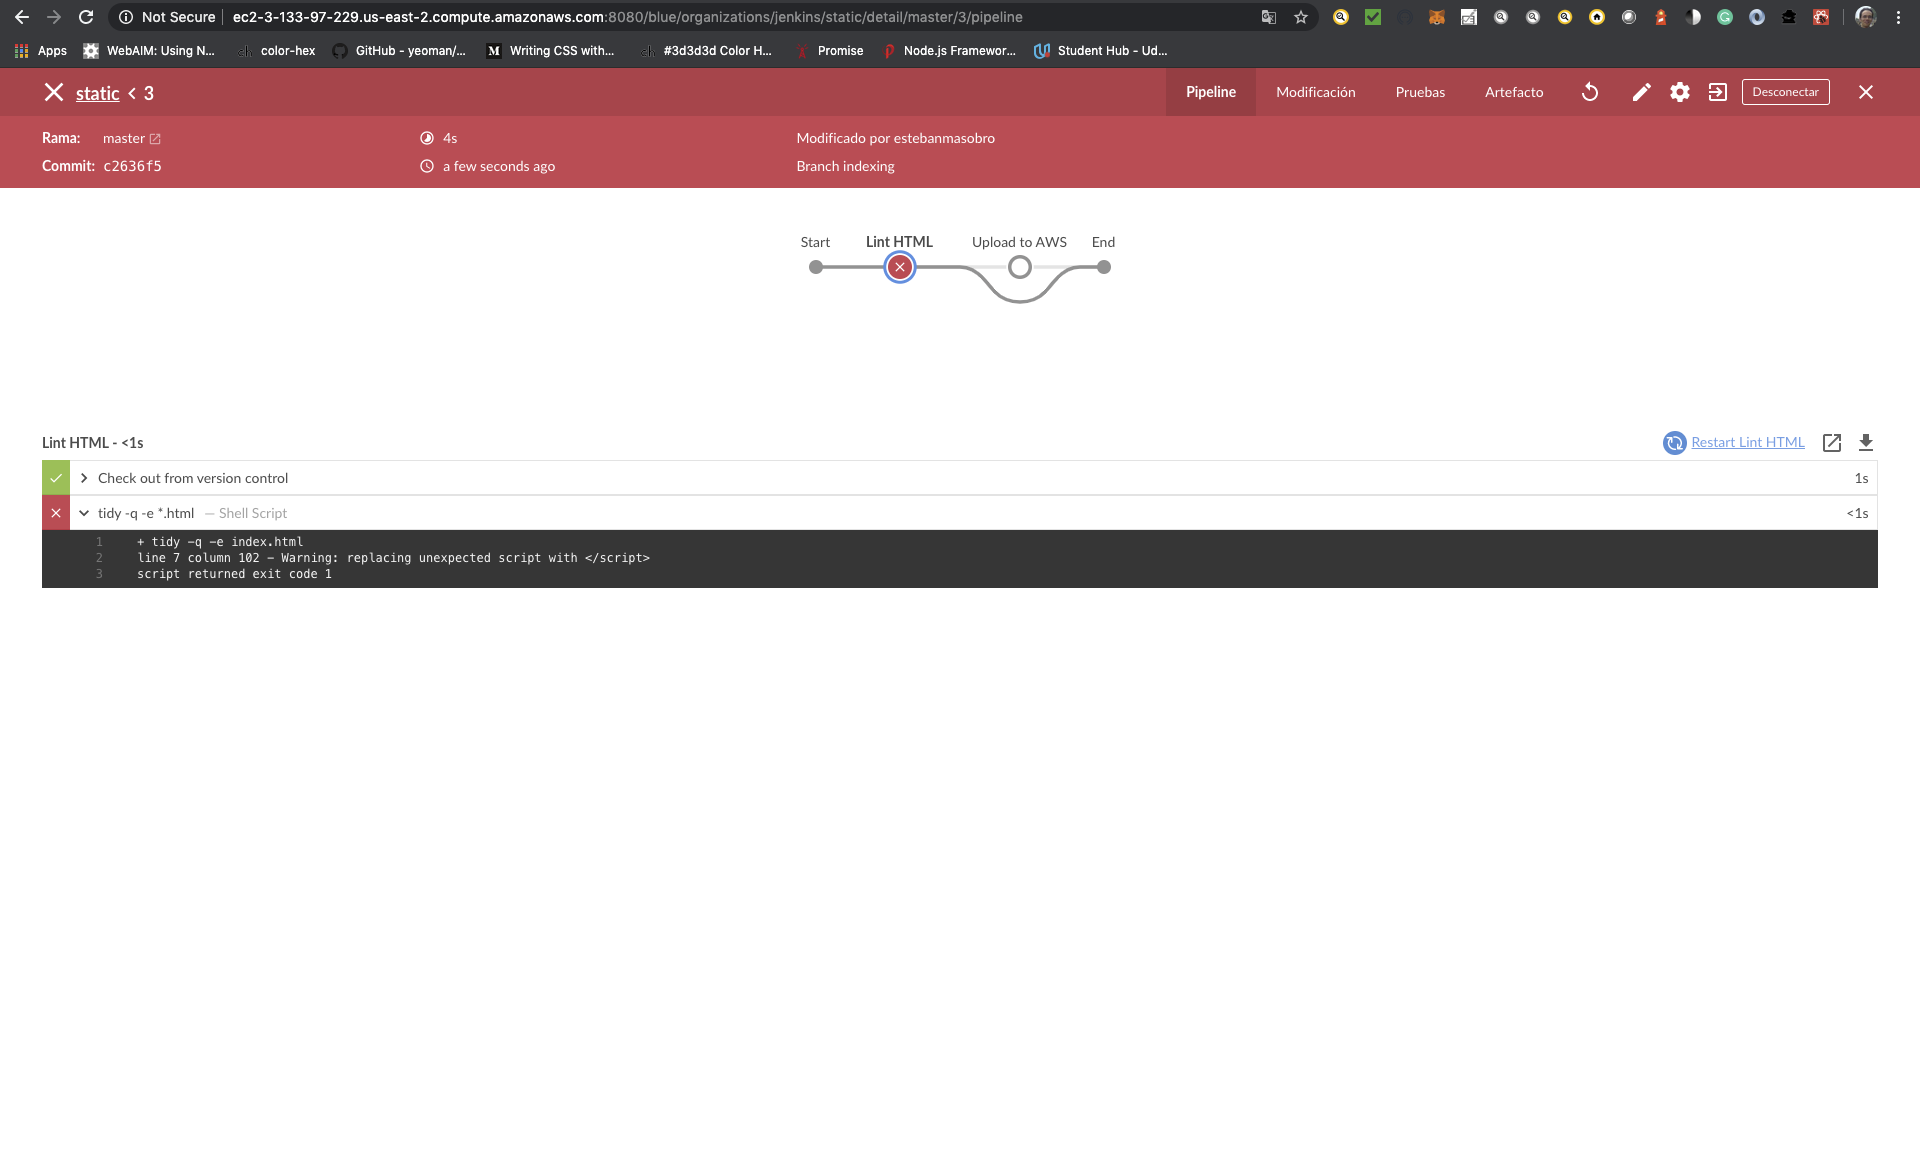 Not Secure ec2-3-133-97-229.us-east-2.compute.amazonaws.com:8080/blue/organizations/jenkins/static/detail/master/3/pipeline
Apps WebAIM: Using N... color-hex GitHub - yeoman/... Writing CSS with... #3d3d3d Color H... Promise Node.js Framewor... Student Hub - Ud...
static < 3 Pipeline Modificación Pruebas Artefacto Desconectar
Rama: master 4s Modificado por estebanmasobro
Commit: c2636f5 a few seconds ago Branch indexing
Start Lint HTML Upload to AWS End
Lint HTML - <1s Restart Lint HTML
Check out from version control 1s
tidy -q -e *.html — Shell Script <1s
1 + tidy -q -e index.html
2 line 7 column 102 - Warning: replacing unexpected script with </script>
3 script returned exit code 1